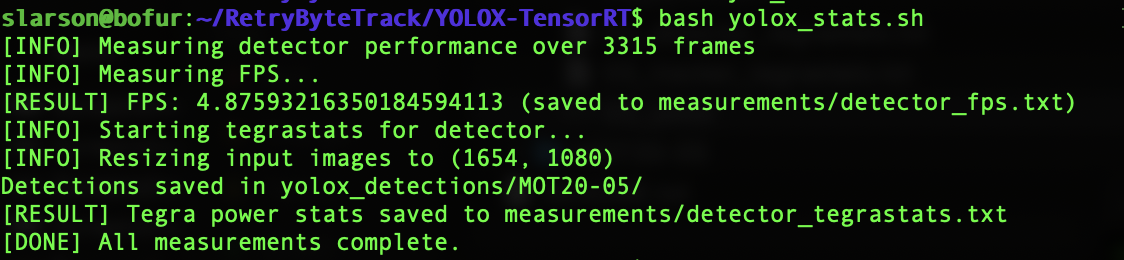 slarson@bofur:~/RetryByteTrack/YOLOX-TensorRT$ bash yolox_stats.sh
[INFO] Measuring detector performance over 3315 frames
[INFO] Measuring FPS...
[RESULT] FPS: 4.87593216350184594113 (saved to measurements/detector_fps.txt)
[INFO] Starting tegrastats for detector...
[INFO] Resizing input images to (1654, 1080)
Detections saved in yolox_detections/MOT20-05/
[RESULT] Tegra power stats saved to measurements/detector_tegrastats.txt
[DONE] All measurements complete.